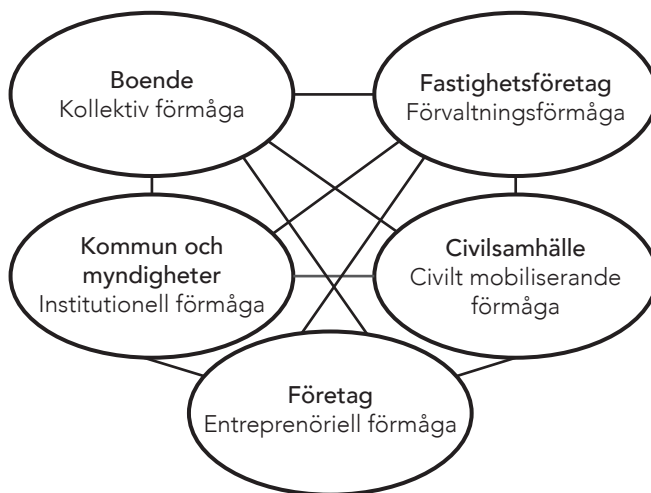 Boende
Kollektiv förmåga
Fastighetsföretag
Förvaltningsförmåga
Kommun och
myndigheter
Institutionell förmåga
Civilsamhälle
Civilt mobiliserande
förmåga
Företag
Entreprenöriell förmåga